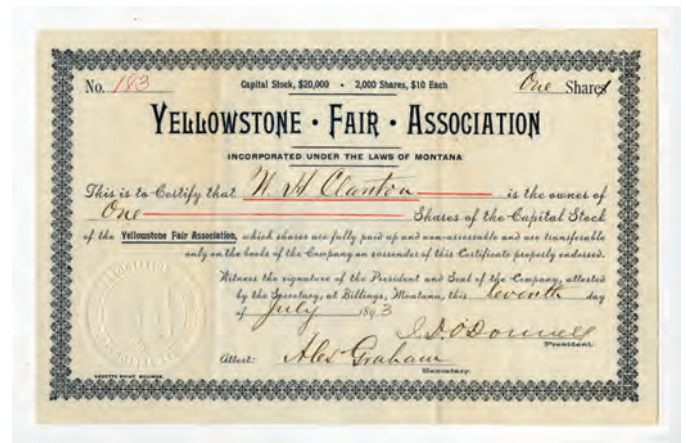 No. 183 Capital Stock, $20,000 • 2,000 Shares, $10 Each One Shares
YELLOWSTONE · FAIR · ASSOCIATION
INCORPORATED UNDER THE LAWS OF MONTANA
This is to Certify that W. H. Clanton is the owner of
One Shares of the Capital Stock
of the Yellowstone Fair Association, which shares are fully paid up and non-assessable and are transferable
only on the books of the Company on surrender of this Certificate properly endorsed.
Witness the signature of the President and Seal of the Company, attested
by the Secretary, at Billings, Montana, this seventh day
of July 1893
I. D. O'Donnell
President.
Attest: Alex Graham
Secretary.
GAZETTE PRINT BILLINGS